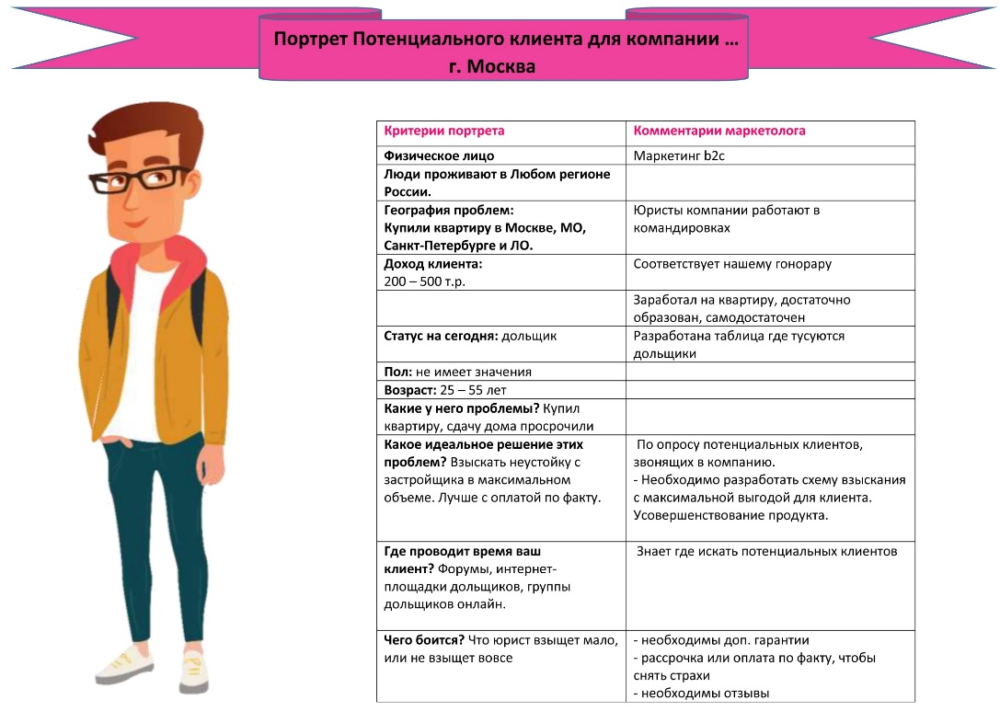 Портрет Потенциального клиента для компании ...
г. Москва
Критерии портрета
Комментарии маркетолога
Физическое лицо
Маркетинг b2c
Люди проживают в Любом регионе
России.
География проблем:
Купили квартиру в Москве, МО,
Санкт-Петербурге и ЛО.
Юристы компании работают в
командировках
Доход клиента:
200 – 500 т.р.
Соответствует нашему гонорару
Заработал на квартиру, достаточно
образован, самодостаточен
Статус на сегодня: дольщик
Разработана таблица где тусуются
дольщики
Пол: не имеет значения
Возраст: 25 – 55 лет
Какие у него проблемы? Купил
квартиру, сдачу дома просрочили
Какое идеальное решение этих
проблем? Взыскать неустойку с
застройщика в максимальном
объеме. Лучше с оплатой по факту.
По опросу потенциальных клиентов,
звонящих в компанию.
- Необходимо разработать схему взыскания
с максимальной выгодой для клиента.
Усовершенствование продукта.
Где проводит время ваш
клиент? Форумы, интернет-
площадки дольщиков, группы
дольщиков онлайн.
Знает где искать потенциальных клиентов
Чего боится? Что юрист взыщет мало,
или не взыщет вовсе
- необходимы доп. гарантии
- рассрочка или оплата по факту, чтобы
снять страхи
- необходимы отзывы